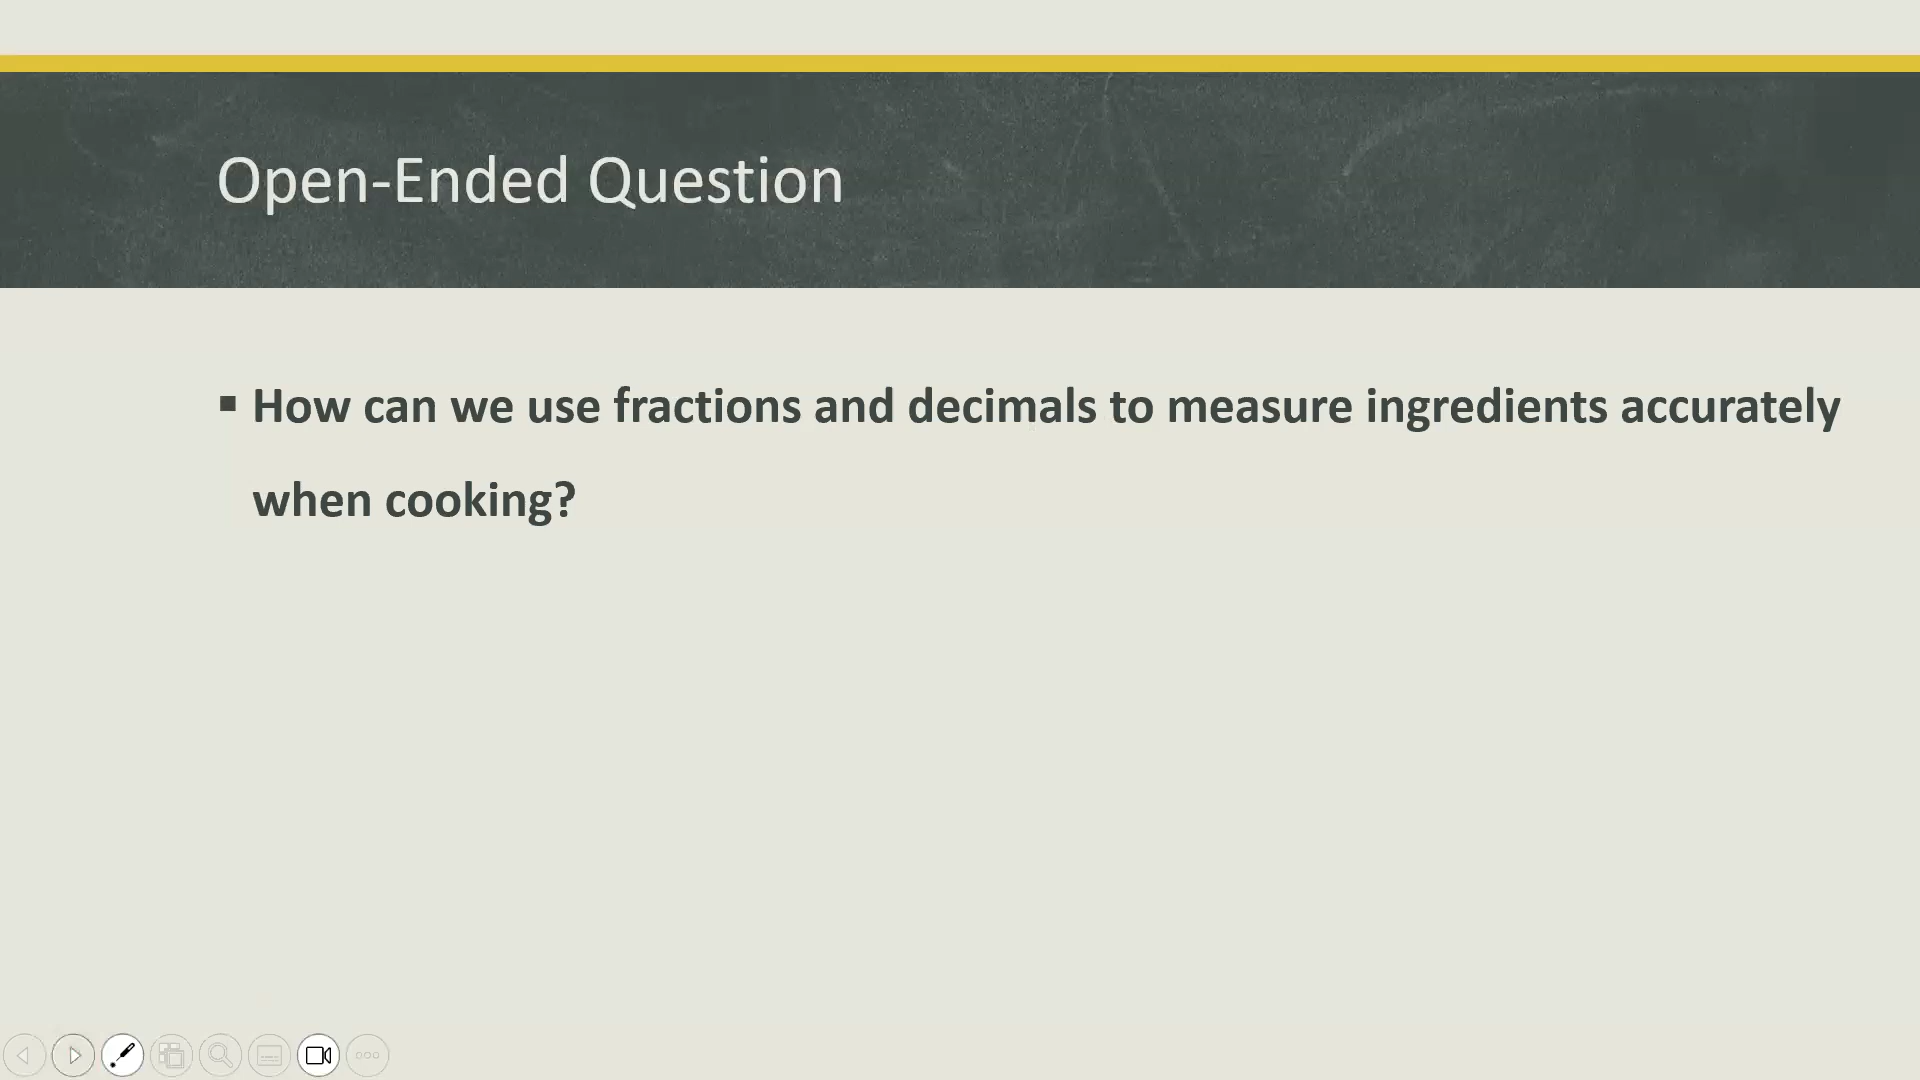 Open-Ended Question
▪ How can we use fractions and decimals to measure ingredients accurately
when cooking?